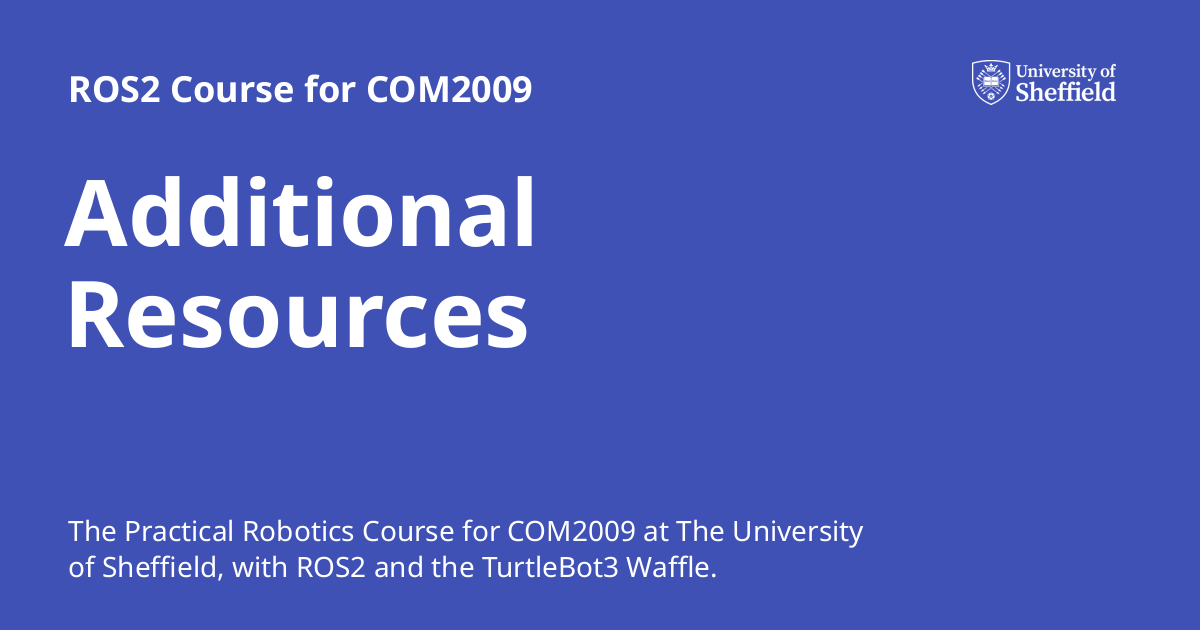 ROS2 Course for COM2009
University of
Sheffield
Additional
Resources
The Practical Robotics Course for COM2009 at The University
of Sheffield, with ROS2 and the TurtleBot3 Waffle.